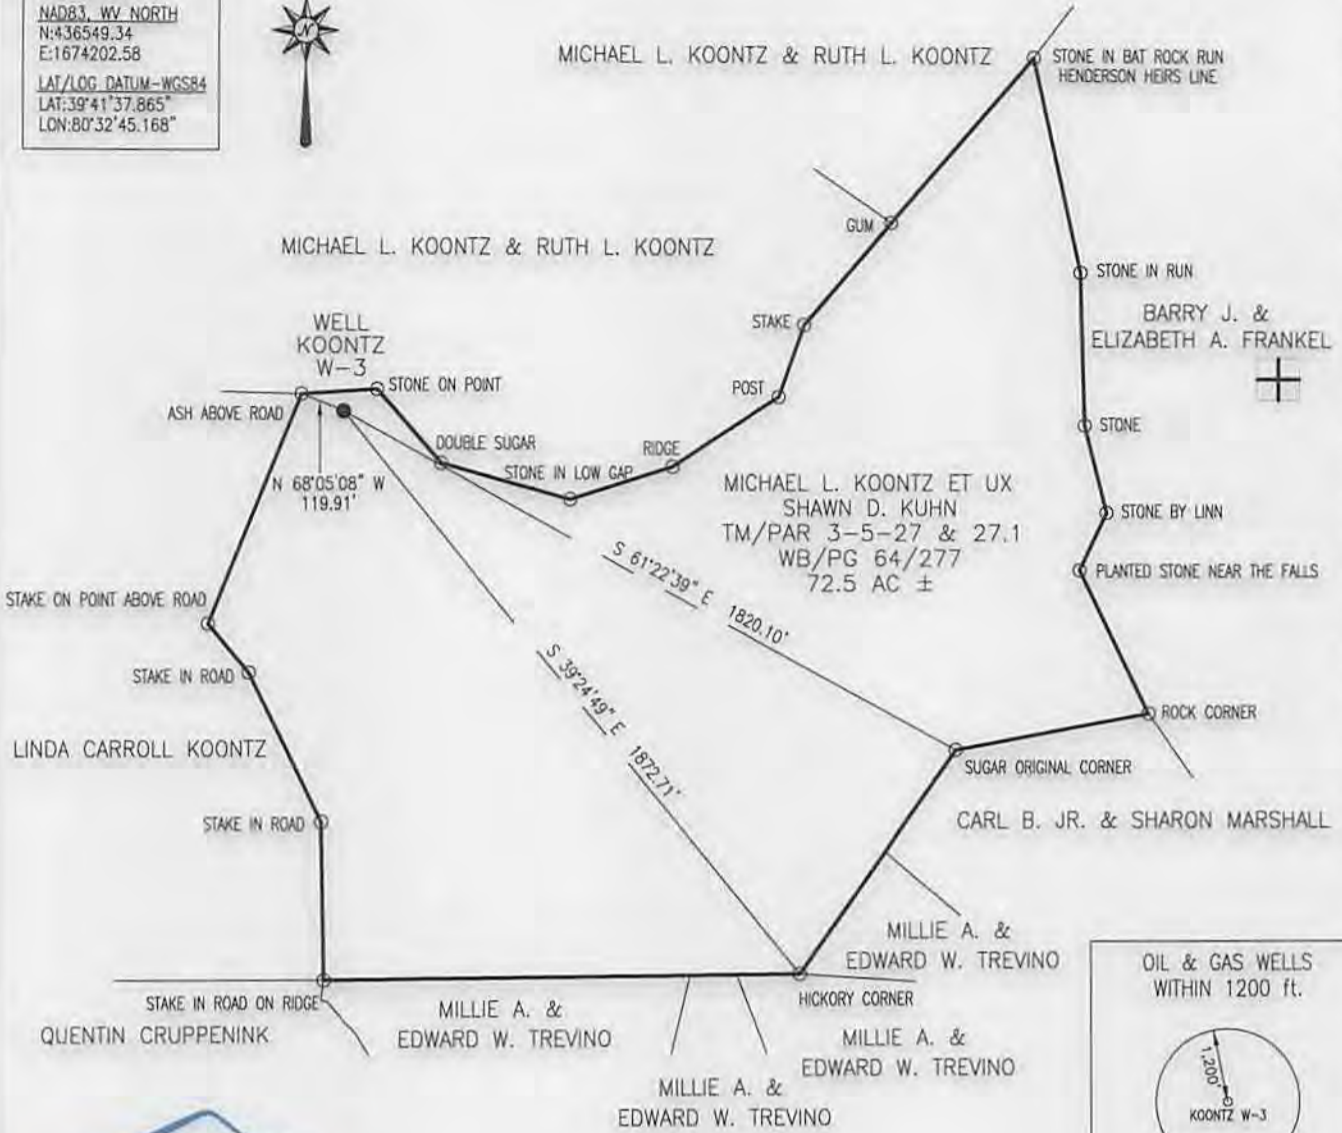 NAD83, WV NORTH
N:436549.34
E:1674202.58
LAT/LOG DATUM-WGS84
LAT:39°41'37.865"
LON:80°32'45.168"
N
MICHAEL L. KOONTZ & RUTH L. KOONTZ
STONE IN BAT ROCK RUN
HENDERSON HEIRS LINE
GUM
MICHAEL L. KOONTZ & RUTH L. KOONTZ
STONE IN RUN
BARRY J. &
ELIZABETH A. FRANKEL
WELL
KOONTZ
W-3
STAKE
POST
STONE ON POINT
ASH ABOVE ROAD
STONE
DOUBLE SUGAR
RIDGE
STONE IN LOW GAP
N 68°05'08" W
119.91'
MICHAEL L. KOONTZ ET UX
SHAWN D. KUHN
TM/PAR 3-5-27 & 27.1
WB/PG 64/277
72.5 AC ±
STONE BY LINN
PLANTED STONE NEAR THE FALLS
S 61°22'39" E 1820.10'
STAKE ON POINT ABOVE ROAD
S 39°24'49" E 1872.71'
STAKE IN ROAD
ROCK CORNER
LINDA CARROLL KOONTZ
SUGAR ORIGINAL CORNER
STAKE IN ROAD
CARL B. JR. & SHARON MARSHALL
MILLIE A. &
EDWARD W. TREVINO
STAKE IN ROAD ON RIDGE
HICKORY CORNER
QUENTIN CRUPPENINK
MILLIE A. &
EDWARD W. TREVINO
MILLIE A. &
EDWARD W. TREVINO
MILLIE A. &
EDWARD W. TREVINO
OIL & GAS WELLS
WITHIN 1200 ft.
1,200'
KOONTZ W-3